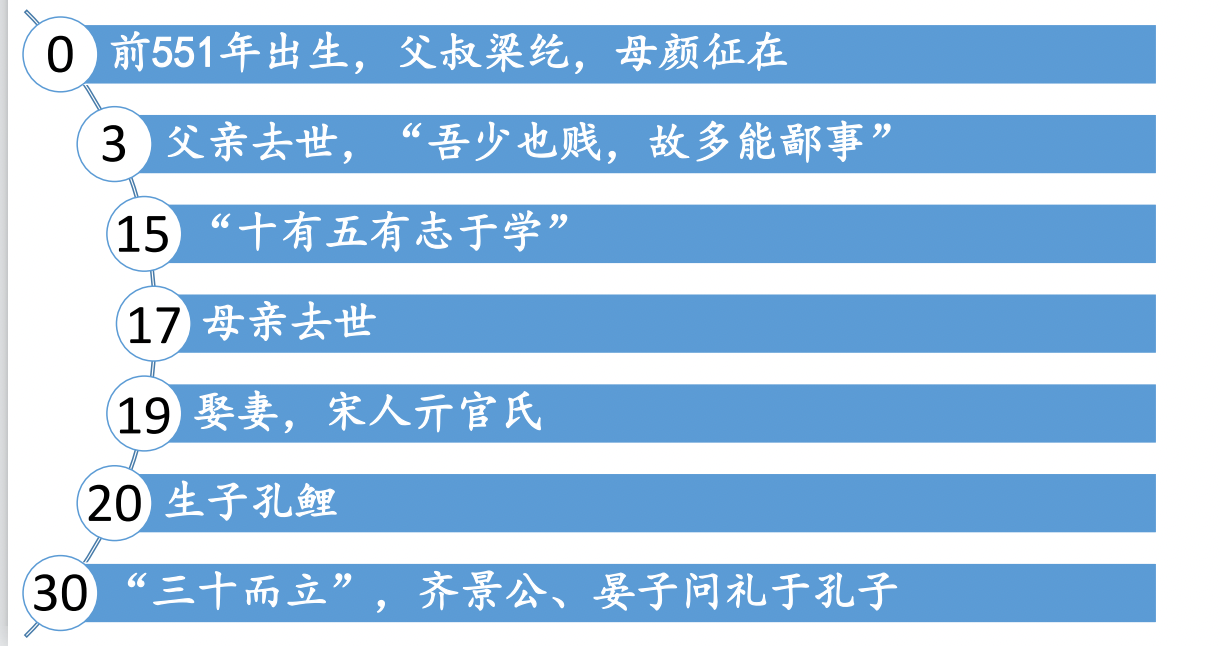 0 前551年出生，父叔梁纥，母颜征在
3 父亲去世，“吾少也贱，故多能鄙事”
15 “十有五有志于学”
17 母亲去世
19 娶妻，宋人亓官氏
20 生子孔鲤
30 “三十而立”，齐景公、晏子问礼于孔子